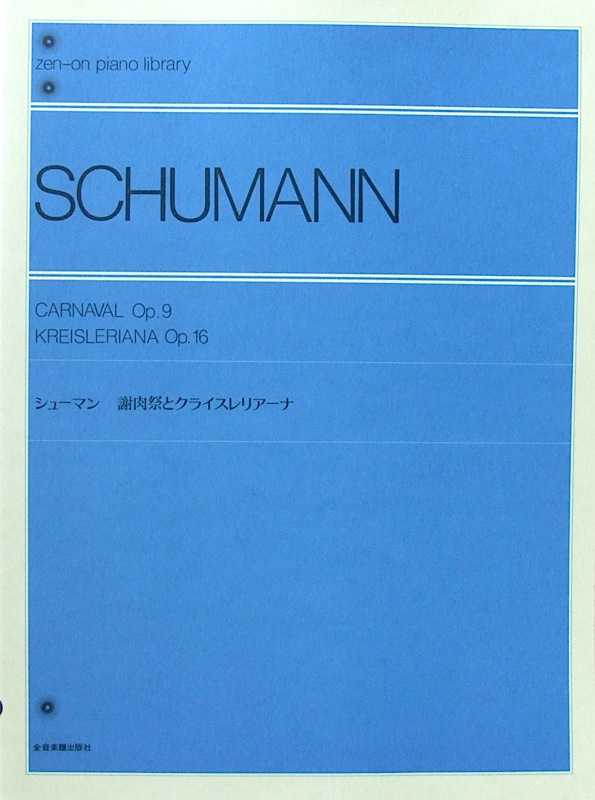 zen-on piano library
SCHUMANN
CARNAVAL Op. 9
KREISLERIANA Op. 16
シューマン　謝肉祭とクライスレリアーナ
全音楽譜出版社